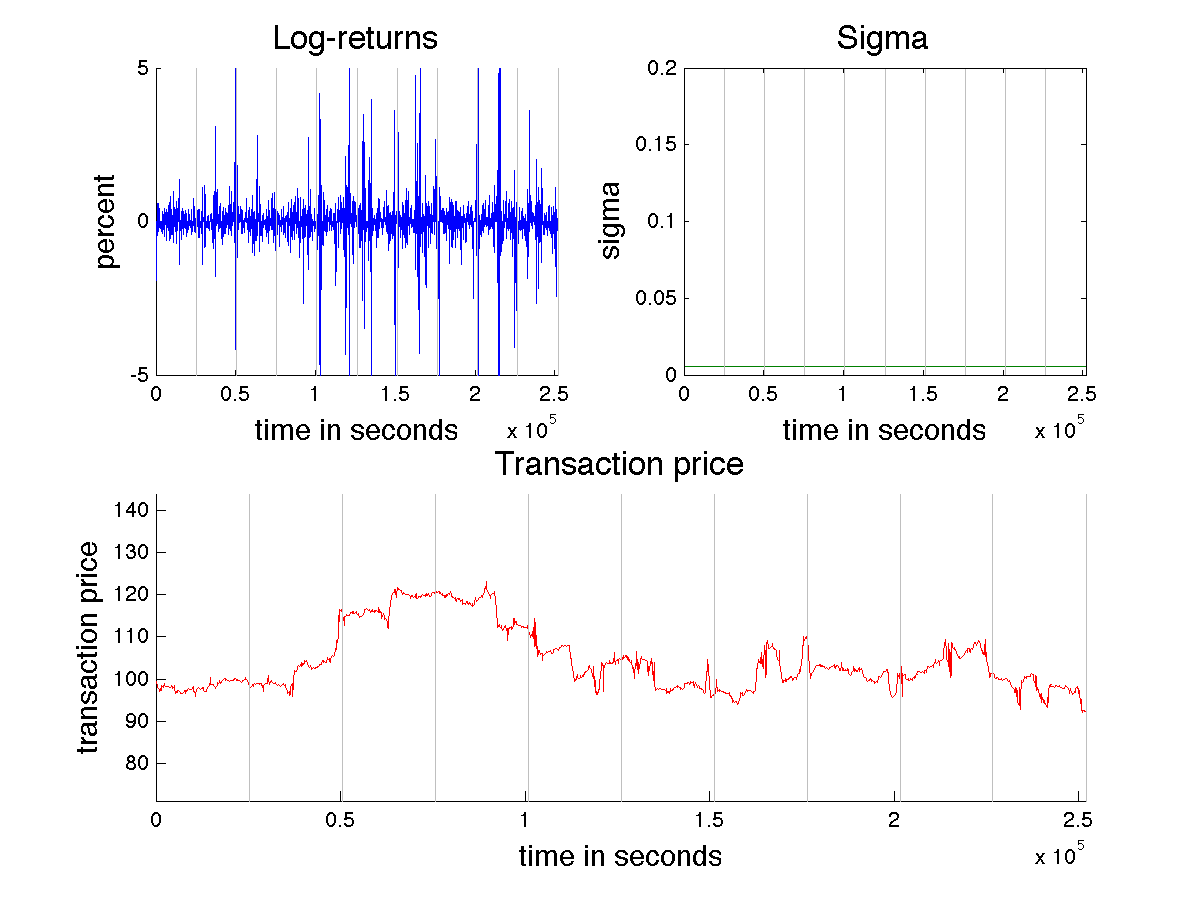 Log-returns
percent
5
0
-5
0 0.5 1 1.5 2 2.5
x 10^5
time in seconds
Sigma
sigma
0.2
0.15
0.1
0.05
0
0 0.5 1 1.5 2 2.5
x 10^5
time in seconds
Transaction price
transaction price
140
130
120
110
100
90
80
0 0.5 1 1.5 2 2.5
x 10^5
time in seconds